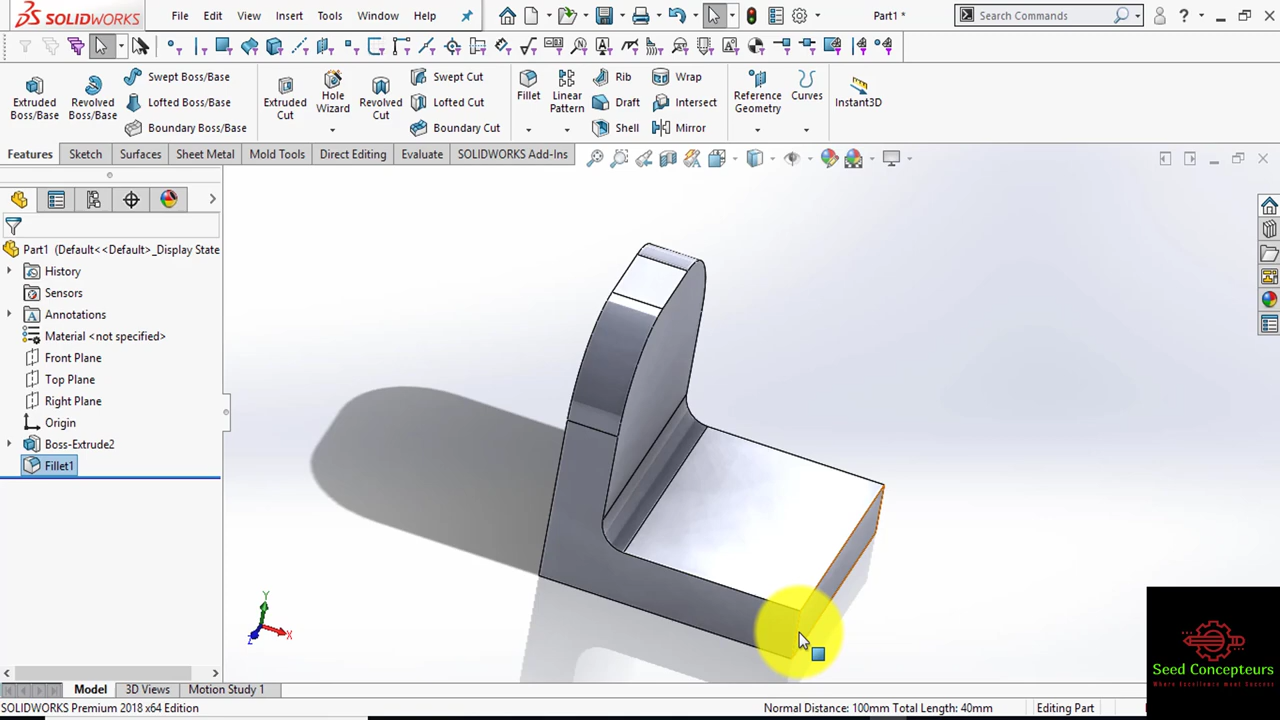 SOLIDWORKS File Edit View Insert Tools Window Help Part1 * Search Commands ?
Extruded Boss/Base
Revolved Boss/Base
Swept Boss/Base
Lofted Boss/Base
Boundary Boss/Base
Extruded Cut
Hole Wizard
Revolved Cut
Swept Cut
Lofted Cut
Boundary Cut
Fillet
Linear Pattern
Rib
Draft
Shell
Wrap
Intersect
Mirror
Reference Geometry
Curves
Instant3D
Features Sketch Surfaces Sheet Metal Mold Tools Direct Editing Evaluate SOLIDWORKS Add-Ins
Part1 (Default<<Default>_Display State
History
Sensors
Annotations
Material <not specified>
Front Plane
Top Plane
Right Plane
Origin
Boss-Extrude2
Fillet1
Y
X
Z
Seed Concepteurs
Where Excellence meet Success
Model 3D Views Motion Study 1
SOLIDWORKS Premium 2018 x64 Edition Normal Distance: 100mm Total Length: 40mm Editing Part